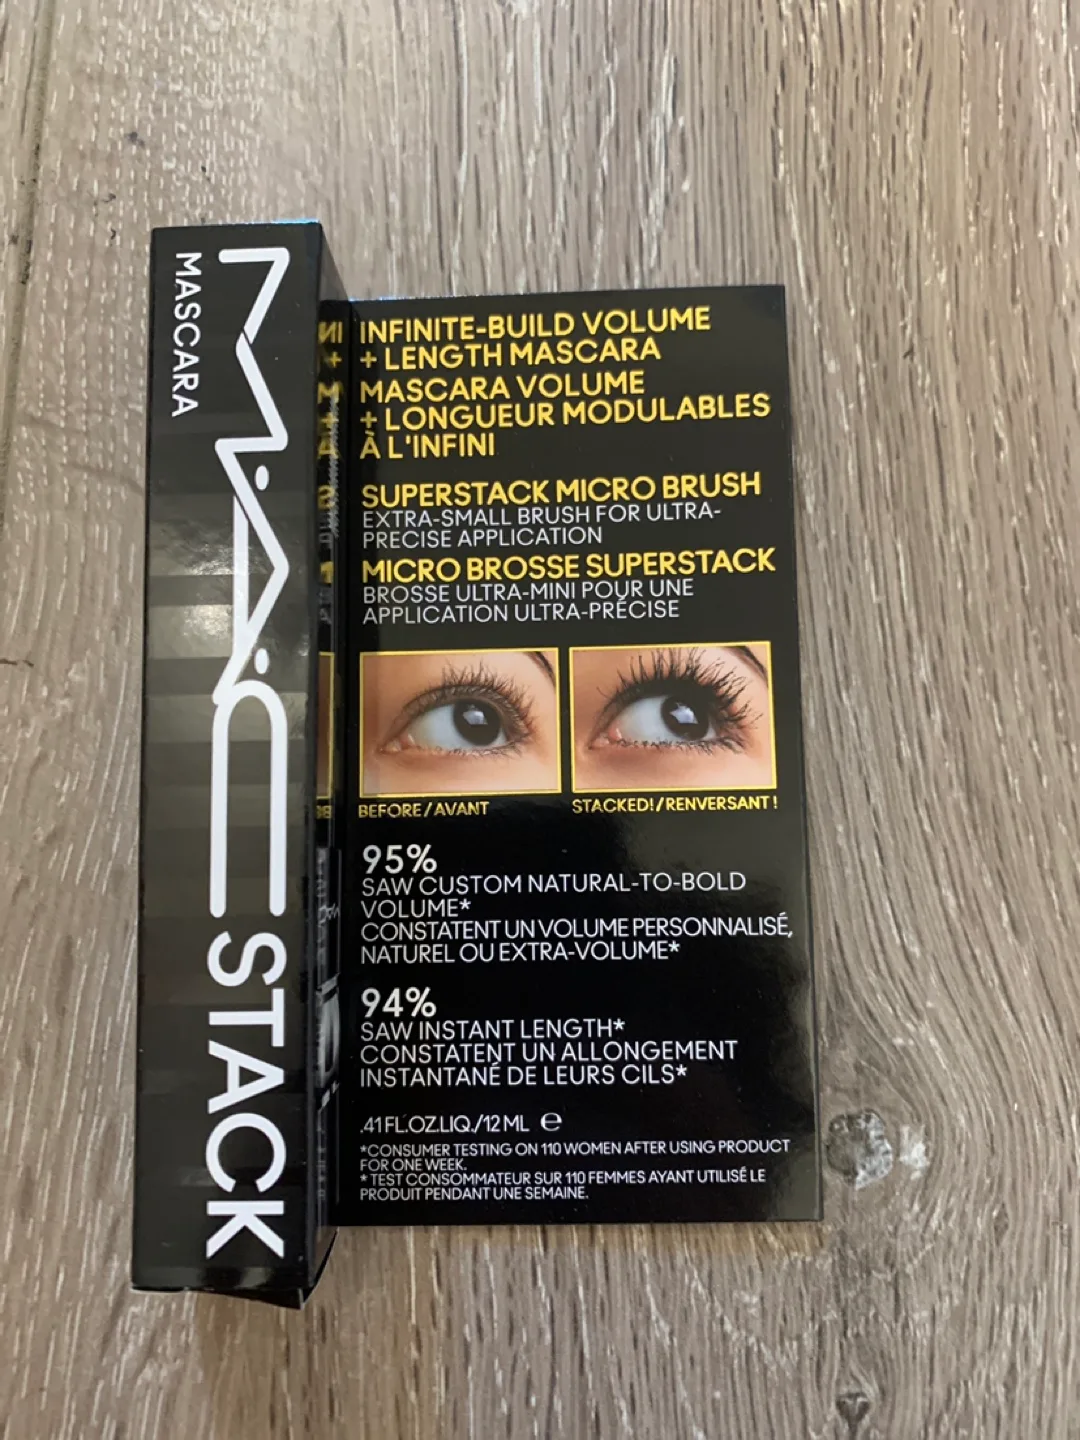 MASCARA
M·A·C STACK
INFINITE-BUILD VOLUME
+ LENGTH MASCARA
MASCARA VOLUME
+ LONGUEUR MODULABLES
À L'INFINI
SUPERSTACK MICRO BRUSH
EXTRA-SMALL BRUSH FOR ULTRA-
PRECISE APPLICATION
MICRO BROSSE SUPERSTACK
BROSSE ULTRA-MINI POUR UNE
APPLICATION ULTRA-PRÉCISE
BEFORE/AVANT
STACKED!/RENVERSANT!
95%
SAW CUSTOM NATURAL-TO-BOLD
VOLUME*
CONSTATENT UN VOLUME PERSONNALISÉ,
NATUREL OU EXTRA-VOLUME*
94%
SAW INSTANT LENGTH*
CONSTATENT UN ALLONGEMENT
INSTANTANÉ DE LEURS CILS*
.41 FL.OZ.LIQ./12 ML ℮
*CONSUMER TESTING ON 110 WOMEN AFTER USING PRODUCT
FOR ONE WEEK.
*TEST CONSOMMATEUR SUR 110 FEMMES AYANT UTILISÉ LE
PRODUIT PENDANT UNE SEMAINE.